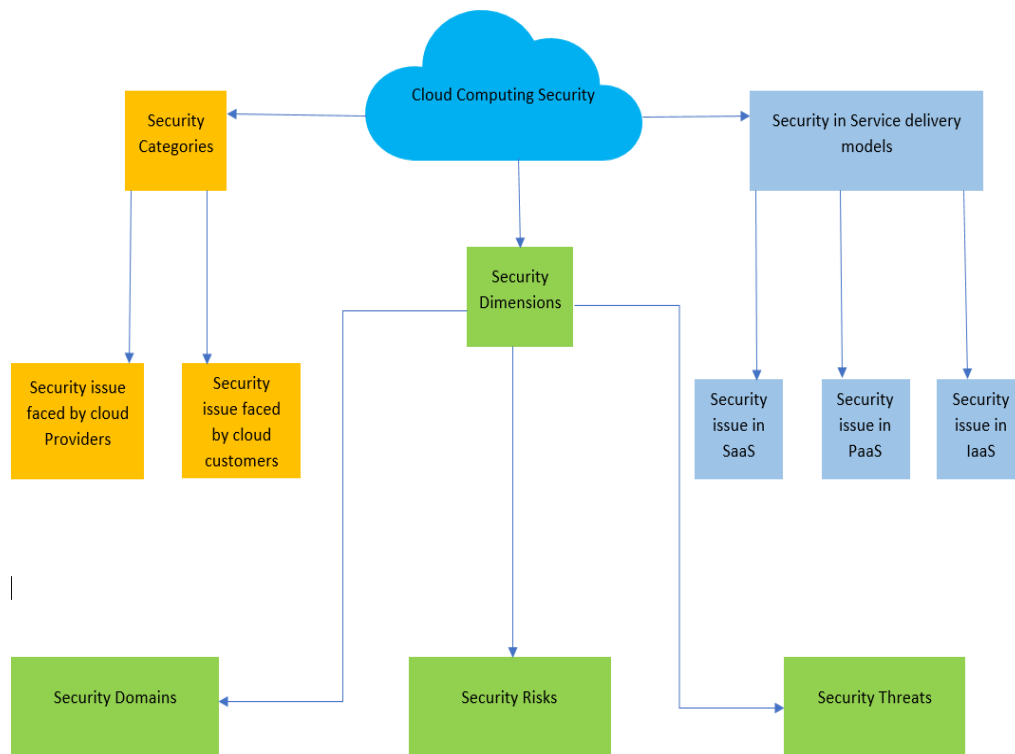 Cloud Computing Security
Security
Categories
Security in Service delivery
models
Security
Dimensions
Security issue
faced by cloud
Providers
Security
issue faced
by cloud
customers
Security
issue in
SaaS
Security
issue in
PaaS
Security
issue in
IaaS
Security Domains
Security Risks
Security Threats